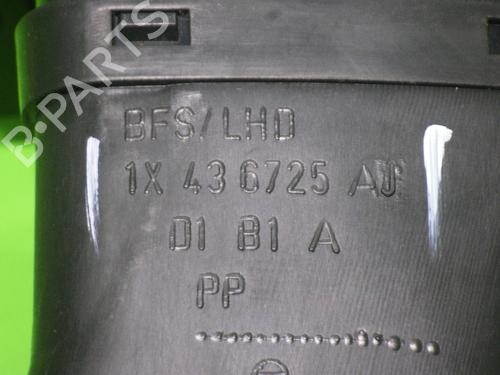 B-PARTS
BFS/LHD
1X 43 6725 AJ
D1 B1 A
PP